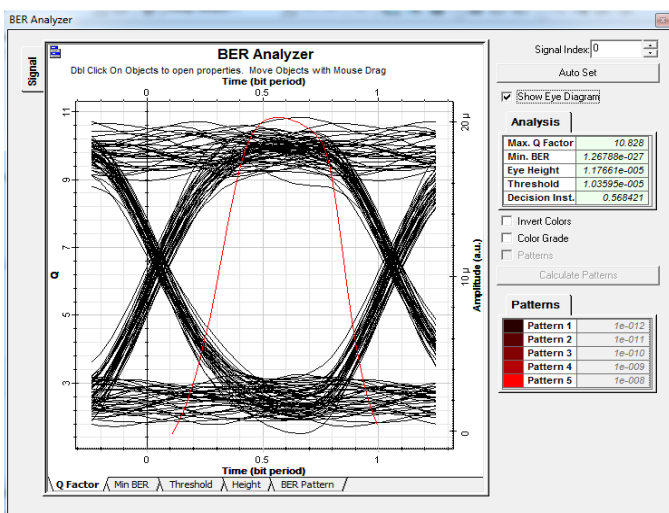 BER Analyzer
Signal
BER Analyzer
Dbl Click On Objects to open properties. Move Objects with Mouse Drag
Time (bit period)
0 0.5 1
11
9
7
5
3
Q
20 µ
10 µ
0
Amplitude (a.u.)
0 0.5 1
Time (bit period)
Q Factor Min BER Threshold Height BER Pattern
Signal Index: 0
Auto Set
Show Eye Diagram
Analysis
Max. Q Factor 10.828
Min. BER 1.26788e-027
Eye Height 1.17661e-005
Threshold 1.03595e-005
Decision Inst. 0.568421
Invert Colors
Color Grade
Patterns
Calculate Patterns
Patterns
Pattern 1 1e-012
Pattern 2 1e-011
Pattern 3 1e-010
Pattern 4 1e-009
Pattern 5 1e-008